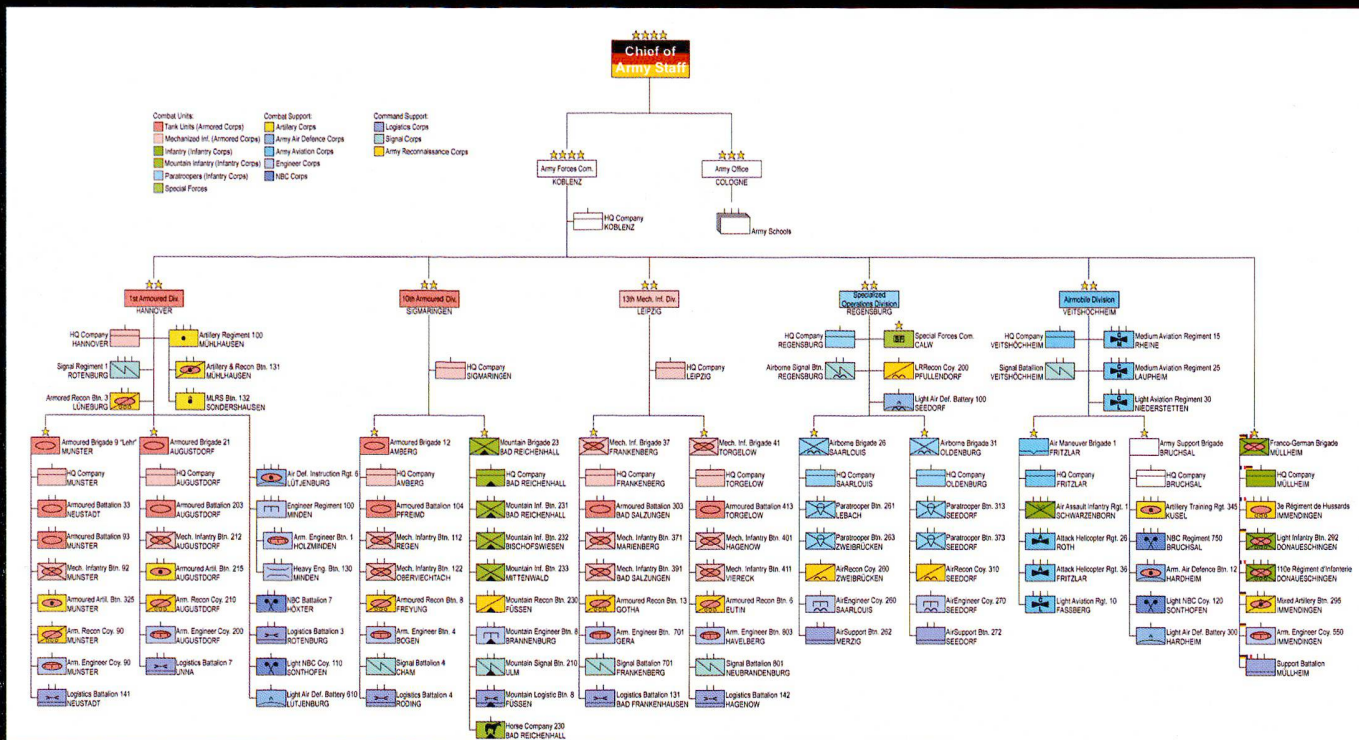 Chief of
Army Staff
Combat Units:
Tank Units (Armored Corps)
Mechanized Inf. (Armored Corps)
Infantry (Infantry Corps)
Mountain Infantry (Infantry Corps)
Paratroopers (Infantry Corps)
Special Forces
Combat Support:
Artillery Corps
Army Air Defence Corps
Army Aviation Corps
Engineer Corps
NBC Corps
Command Support:
Logistics Corps
Signal Corps
Army Reconnaissance Corps
Army Forces Com.
KOBLENZ
Army Office
COLOGNE
HQ Company
KOBLENZ
Army Schools
1st Armoured Div.
HANNOVER
10th Armoured Div.
SIGMARINGEN
13th Mech. Inf. Div.
LEIPZIG
Specialized
Operations Division
REGENSBURG
Airmobile Division
VEITSHÖCHHEIM
HQ Company
HANNOVER
Artillery Regiment 100
MÜHLHAUSEN
Signal Regiment 1
ROTENBURG
Artillery & Recon Btn. 131
MÜHLHAUSEN
Armored Recon Btn. 3
LÜNEBURG
MLRS Btn. 132
SONDERSHAUSEN
HQ Company
SIGMARINGEN
HQ Company
LEIPZIG
HQ Company
REGENSBURG
Special Forces Com.
CALW
Airborne Signal Btn.
REGENSBURG
LRRecon Coy. 200
PFULLENDORF
Light Air Def. Battery 100
SEEDORF
HQ Company
VEITSHÖCHHEIM
Medium Aviation Regiment 15
RHEINE
Signal Batallion
VEITSHÖCHHEIM
Medium Aviation Regiment 25
LAUPHEIM
Light Aviation Regiment 30
NIEDERSTETTEN
Armoured Brigade 9 "Lehr"
MUNSTER
HQ Company
MUNSTER
Armoured Battalion 33
NEUSTADT
Armoured Battalion 93
MUNSTER
Mech. Infantry Btn. 92
MUNSTER
Armoured Artil. Btn. 325
MUNSTER
Arm. Recon Coy. 90
MUNSTER
Arm. Engineer Coy. 90
MUNSTER
Logistics Battalion 141
NEUSTADT
Armoured Brigade 21
AUGUSTDORF
HQ Company
AUGUSTDORF
Armoured Battalion 203
AUGUSTDORF
Mech. Infantry Btn. 212
AUGUSTDORF
Armoured Artil. Btn. 215
AUGUSTDORF
Arm. Recon Coy. 210
AUGUSTDORF
Arm. Engineer Coy. 200
AUGUSTDORF
Logistics Battalion 7
UNNA
Air Def. Instruction Rgt. 6
LÜTJENBURG
Engineer Regiment 100
MINDEN
Arm. Engineer Btn. 1
HOLZMINDEN
Heavy Eng. Btn. 130
MINDEN
NBC Battalion 7
HÖXTER
Logistics Battalion 3
ROTENBURG
Light NBC Coy. 110
SONTHOFEN
Light Air Def. Battery 610
LÜTJENBURG
Armoured Brigade 12
AMBERG
HQ Company
AMBERG
Armoured Battalion 104
PFREIMD
Mech. Infantry Btn. 112
REGEN
Mech. Infantry Btn. 122
OBERVIECHTACH
Armoured Recon Btn. 8
FREYUNG
Arm. Engineer Btn. 4
BOGEN
Signal Battalion 4
CHAM
Logistics Battalion 4
RODING
Mountain Brigade 23
BAD REICHENHALL
HQ Company
BAD REICHENHALL
Mountain Inf. Btn. 231
BAD REICHENHALL
Mountain Inf. Btn. 232
BISCHOFSWIESEN
Mountain Inf. Btn. 233
MITTENWALD
Mountain Recon Btn. 230
FÜSSEN
Mountain Engineer Btn. 8
BRANNENBURG
Mountain Signal Btn. 210
ULM
Mountain Logistic Btn. 8
FÜSSEN
Horse Company 230
BAD REICHENHALL
Mech. Inf. Brigade 37
FRANKENBERG
HQ Company
FRANKENBERG
Armoured Battalion 303
BAD SALZUNGEN
Mech. Infantry Btn. 371
MARIENBERG
Mech. Infantry Btn. 391
BAD SALZUNGEN
Armoured Recon Btn. 13
GOTHA
Arm. Engineer Btn. 701
GERA
Signal Battalion 701
FRANKENBERG
Logistics Battalion 131
BAD FRANKENHAUSEN
Mech. Inf. Brigade 41
TORGELOW
HQ Company
TORGELOW
Armoured Battalion 413
TORGELOW
Mech. Infantry Btn. 401
HAGENOW
Mech. Infantry Btn. 411
VIERECK
Armoured Recon Btn. 6
EUTIN
Arm. Engineer Btn. 803
HAVELBERG
Signal Battalion 801
NEUBRANDENBURG
Logistics Battalion 142
HAGENOW
Airborne Brigade 26
SAARLOUIS
HQ Company
SAARLOUIS
Paratrooper Btn. 261
LEBACH
Paratrooper Btn. 263
ZWEIBRÜCKEN
AirRecon Coy. 260
ZWEIBRÜCKEN
AirEngineer Coy. 260
SAARLOUIS
AirSupport Btn. 262
MERZIG
Airborne Brigade 31
OLDENBURG
HQ Company
OLDENBURG
Paratrooper Btn. 313
SEEDORF
Paratrooper Btn. 373
SEEDORF
AirRecon Coy. 310
SEEDORF
AirEngineer Coy. 270
SEEDORF
AirSupport Btn. 272
SEEDORF
Air Maneuver Brigade 1
FRITZLAR
HQ Company
FRITZLAR
Air Assault Infantry Rgt. 1
SCHWARZENBORN
Attack Helicopter Rgt. 26
ROTH
Attack Helicopter Rgt. 36
FRITZLAR
Light Aviation Rgt. 10
FASSBERG
Army Support Brigade
BRUCHSAL
HQ Company
BRUCHSAL
Artillery Training Rgt. 345
KUSEL
NBC Regiment 750
BRUCHSAL
Arm. Air Defence Btn. 12
HARDHEIM
Light NBC Coy. 120
SONTHOFEN
Light Air Def. Battery 300
HARDHEIM
Franco-German Brigade
MÜLLHEIM
HQ Company
MÜLLHEIM
3e Régiment de Hussards
IMMENDINGEN
Light Infantry Btn. 292
DONAUESCHINGEN
110e Régiment d'Infanterie
DONAUESCHINGEN
Mixed Artillery Btn. 295
IMMENDINGEN
Arm. Engineer Coy. 550
IMMENDINGEN
Support Battalion
MÜLLHEIM